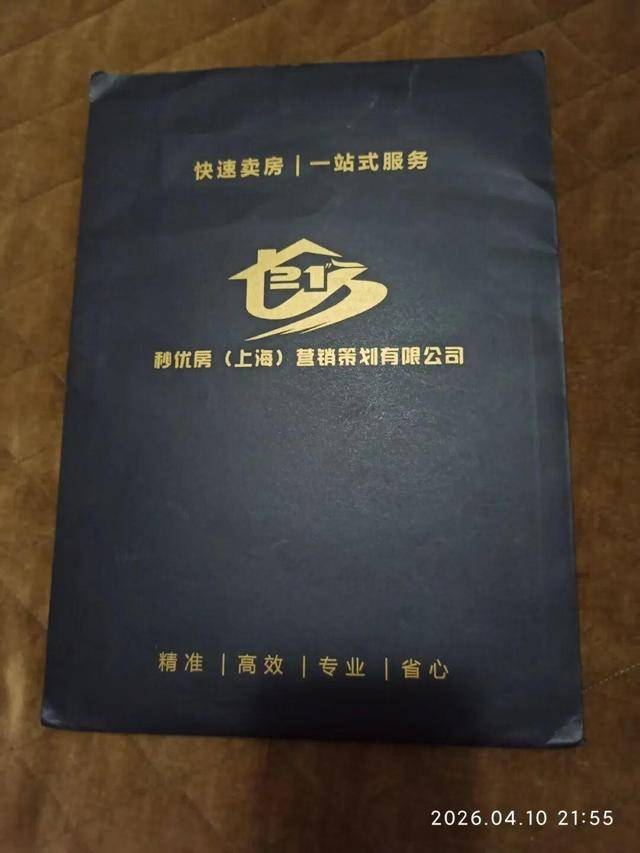 快速卖房 | 一站式服务
21"
秒优房（上海）营销策划有限公司
精准 | 高效 | 专业 | 省心
2026.04.10 21:55